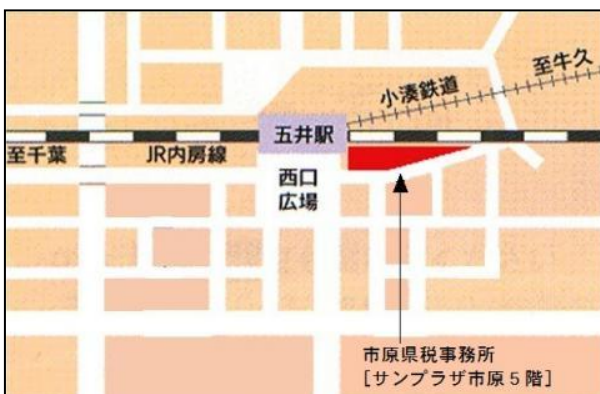 至牛久
小湊鉄道
五井駅
至千葉
JR内房線
西口
広場
市原県税事務所
[サンプラザ市原5階]